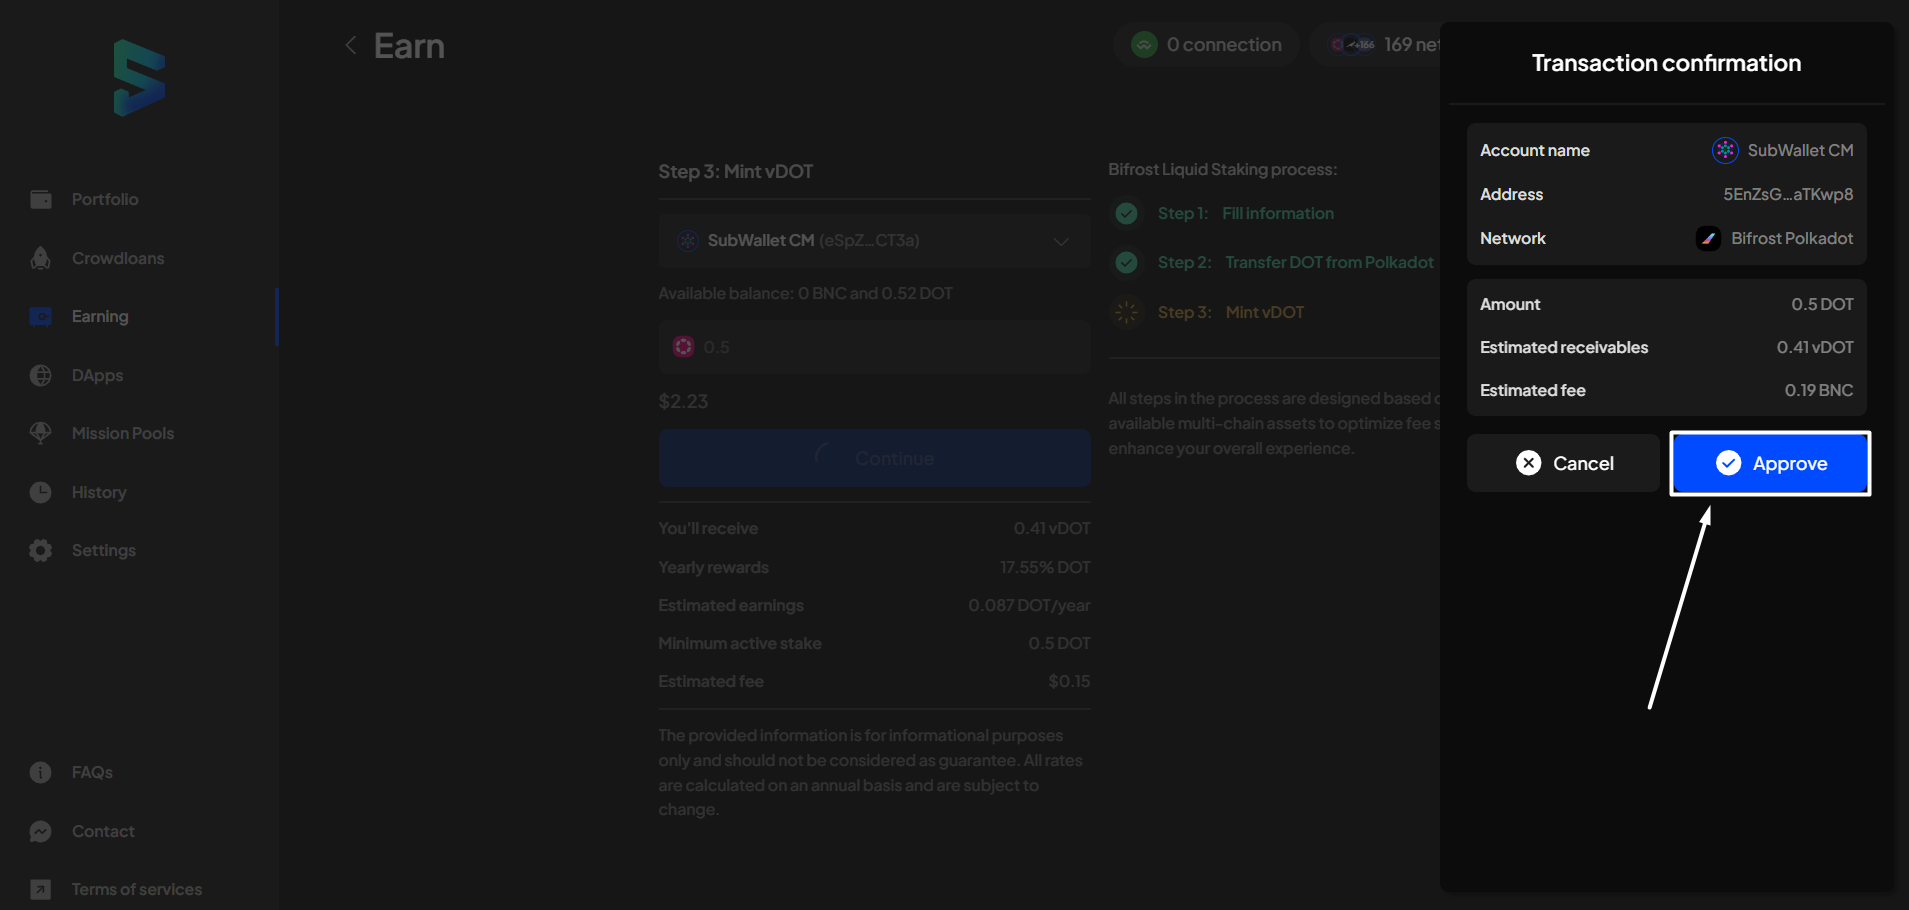 Earn
0 connection
+166
169 net
Portfolio
Crowdloans
Earning
DApps
Mission Pools
History
Settings
FAQs
Contact
Terms of services
Step 3: Mint vDOT
SubWallet CM (eSpZ...CT3a)
Available balance: 0 BNC and 0.52 DOT
0.5
$2.23
Continue
You'll receive 0.41 vDOT
Yearly rewards 17.55% DOT
Estimated earnings 0.087 DOT/year
Minimum active stake 0.5 DOT
Estimated fee $0.15
The provided information is for informational purposes
only and should not be considered as guarantee. All rates
are calculated on an annual basis and are subject to
change.
Bifrost Liquid Staking process:
Step 1: Fill information
Step 2: Transfer DOT from Polkadot
Step 3: Mint vDOT
All steps in the process are designed based
available multi-chain assets to optimize fee
enhance your overall experience.
Transaction confirmation
Account name SubWallet CM
Address 5EnZsG...aTKwp8
Network Bifrost Polkadot
Amount 0.5 DOT
Estimated receivables 0.41 vDOT
Estimated fee 0.19 BNC
Cancel
Approve